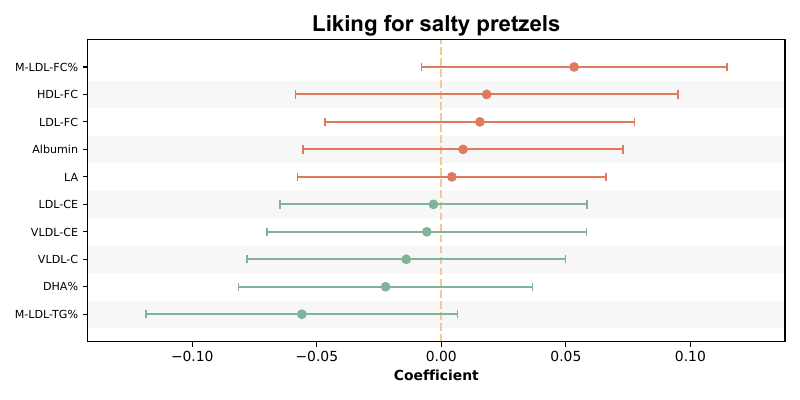 Liking for salty pretzels
M-LDL-FC%
HDL-FC
LDL-FC
Albumin
LA
LDL-CE
VLDL-CE
VLDL-C
DHA%
M-LDL-TG%
−0.10 −0.05 0.00 0.05 0.10
Coefficient